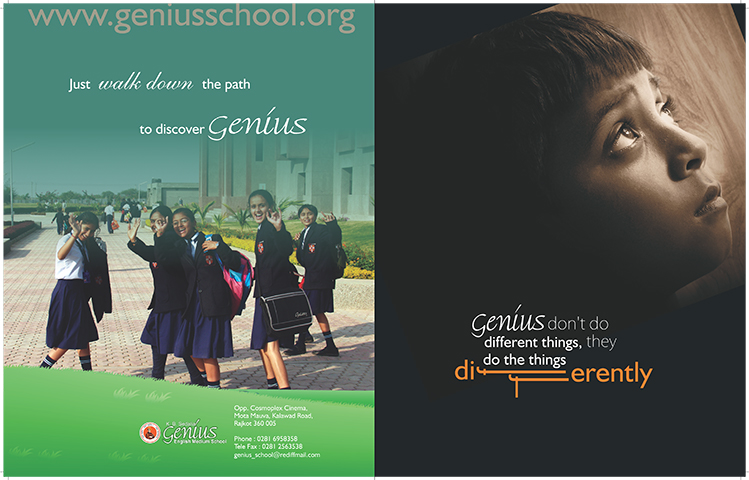 www.geniusschool.org
Just walk down the path
to discover Genius
Genius
English Medium School
Opp. Cosmoplex Cinema,
Mota Mauva, Kalawad Road,
Rajkot 360 005
Phone : 0281 6958358
Tele Fax : 0281 2563538
genius_school@rediffmail.com
Genius don't do
different things, they
do the things
differently